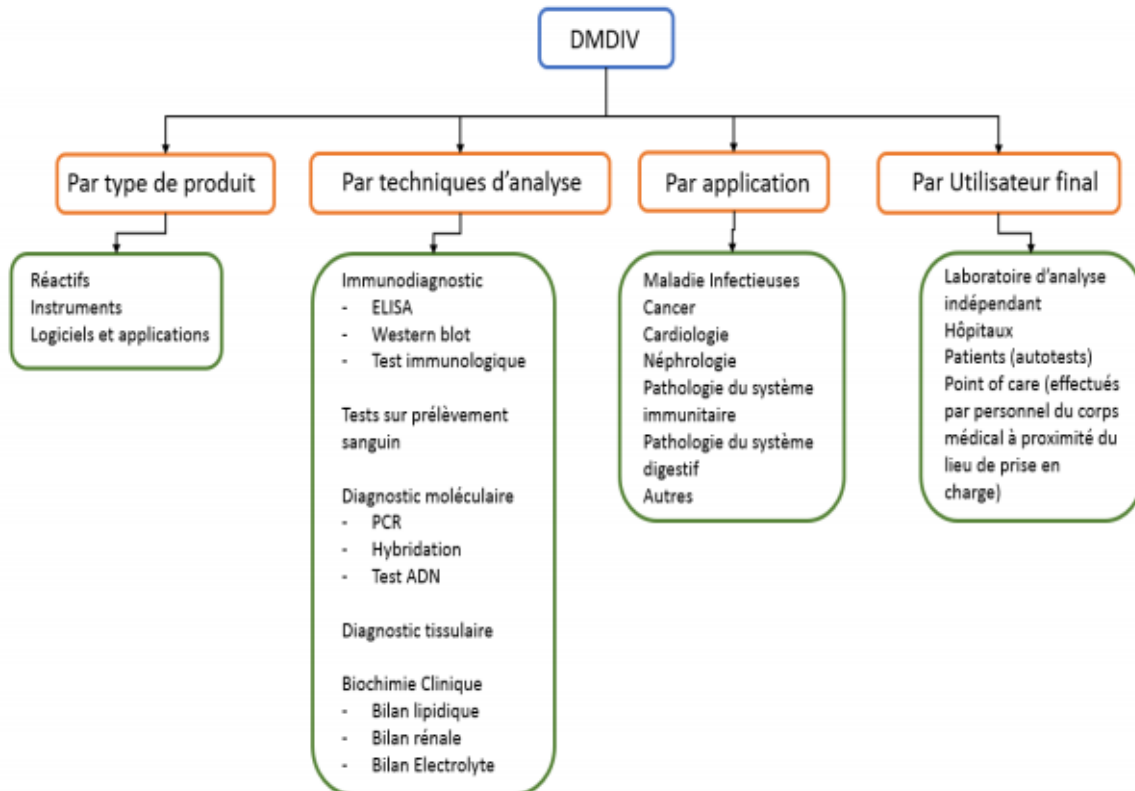 DMDIV
Par type de produit
Par techniques d'analyse
Par application
Par Utilisateur final
Réactifs
Instruments
Logiciels et applications
Immunodiagnostic
- ELISA
- Western blot
- Test immunologique
Tests sur prélèvement
sanguin
Diagnostic moléculaire
- PCR
- Hybridation
- Test ADN
Diagnostic tissulaire
Biochimie Clinique
- Bilan lipidique
- Bilan rénale
- Bilan Electrolyte
Maladie Infectieuses
Cancer
Cardiologie
Néphrologie
Pathologie du système
immunitaire
Pathologie du système
digestif
Autres
Laboratoire d'analyse
indépendant
Hôpitaux
Patients (autotests)
Point of care (effectués
par personnel du corps
médical à proximité du
lieu de prise en
charge)